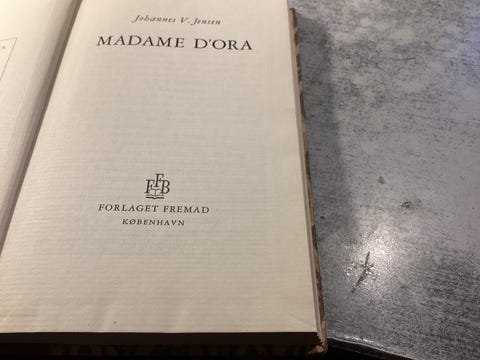 Johannes V. Jensen
MADAME D'ORA
FFB
FORLAGET FREMAD
KØBENHAVN